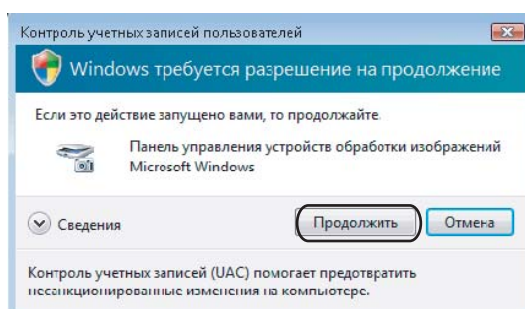 Контроль учетных записей пользователей
Windows требуется разрешение на продолжение
Если это действие запущено вами, то продолжайте.
Панель управления устройств обработки изображений
Microsoft Windows
Сведения
Продолжить
Отмена
Контроль учетных записей (UAC) помогает предотвратить
несанкционированные изменения на компьютере.